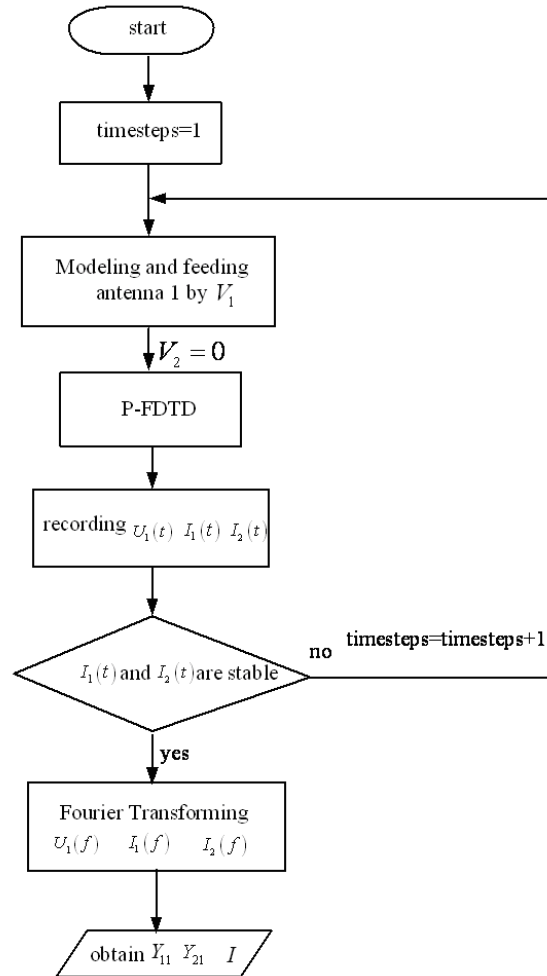 start
timesteps=1
Modeling and feeding
antenna 1 by V₁
V₂ = 0
P-FDTD
recording U₁(t) I₁(t) I₂(t)
I₁(t) and I₂(t) are stable
no timesteps=timesteps+1
yes
Fourier Transforming
U₁(f) I₁(f) I₂(f)
obtain Y₁₁ Y₂₁ I